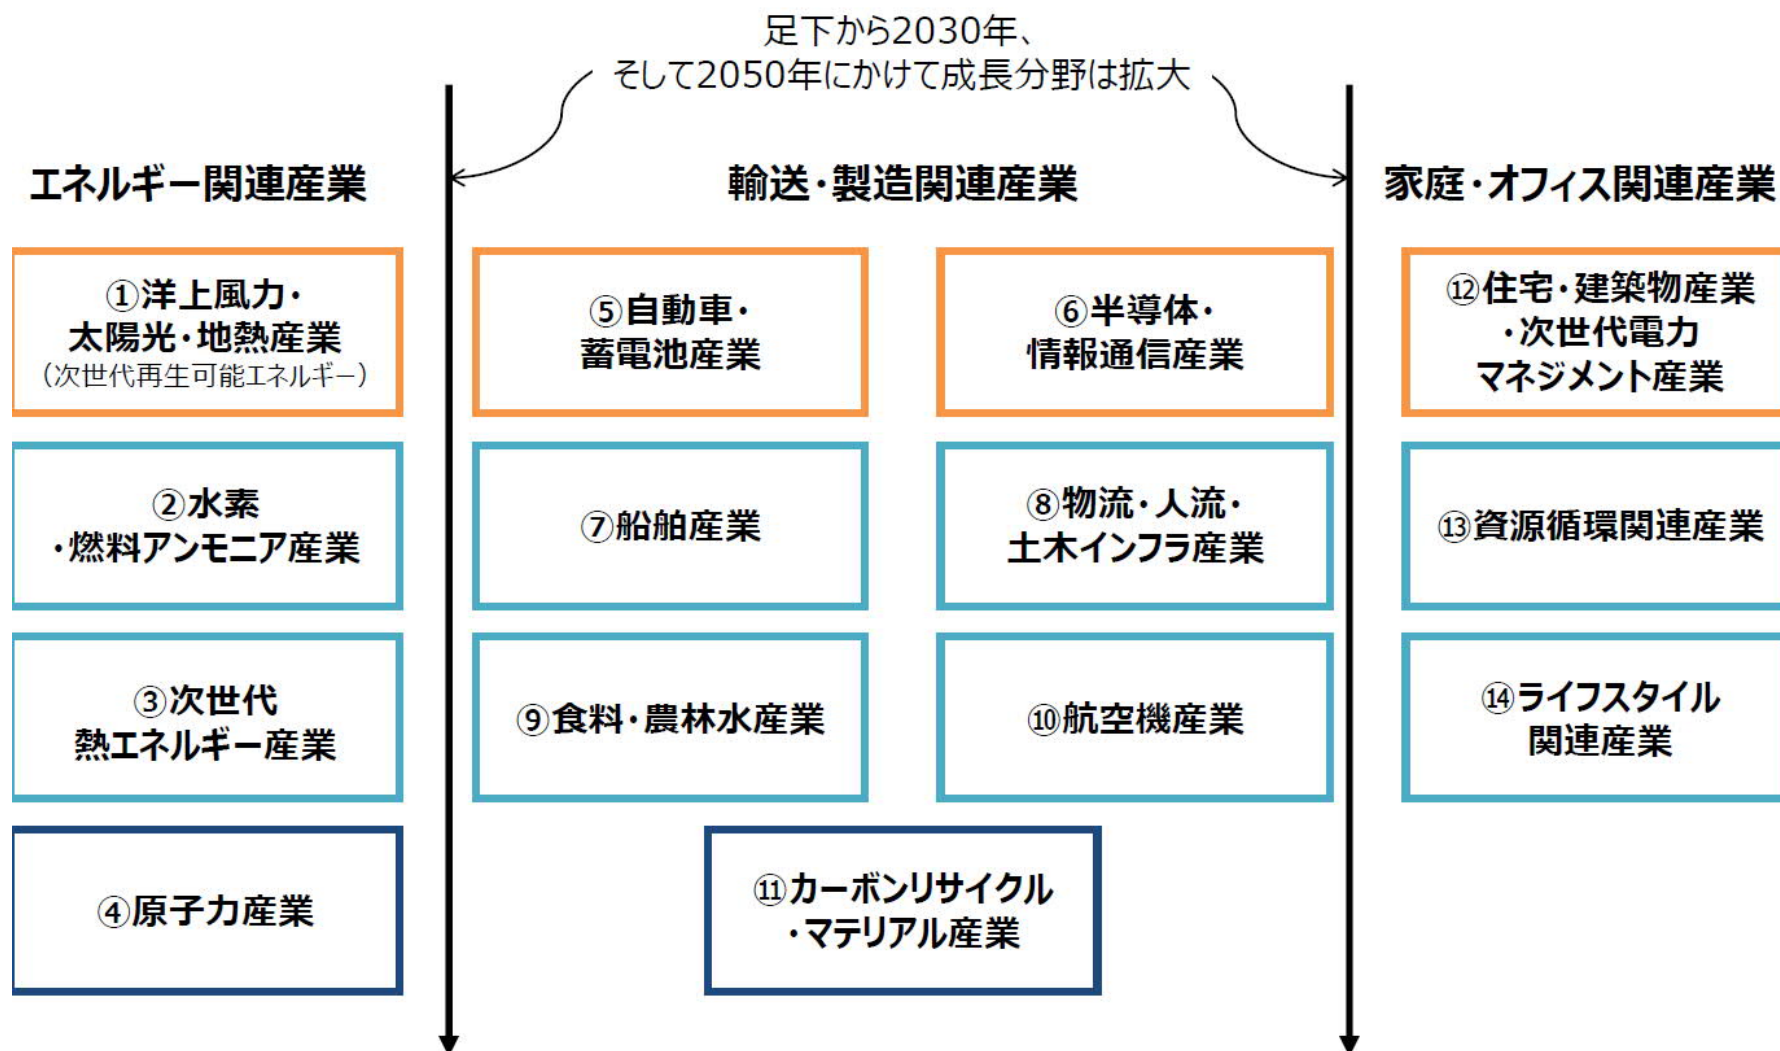 足下から2030年、
そして2050年にかけて成長分野は拡大
エネルギー関連産業
輸送・製造関連産業
家庭・オフィス関連産業
①洋上風力・
太陽光・地熱産業
（次世代再生可能エネルギー）
⑤自動車・
蓄電池産業
⑥半導体・
情報通信産業
⑫住宅・建築物産業
・次世代電力
マネジメント産業
②水素
・燃料アンモニア産業
⑦船舶産業
⑧物流・人流・
土木インフラ産業
⑬資源循環関連産業
③次世代
熱エネルギー産業
⑨食料・農林水産業
⑩航空機産業
⑭ライフスタイル
関連産業
④原子力産業
⑪カーボンリサイクル
・マテリアル産業